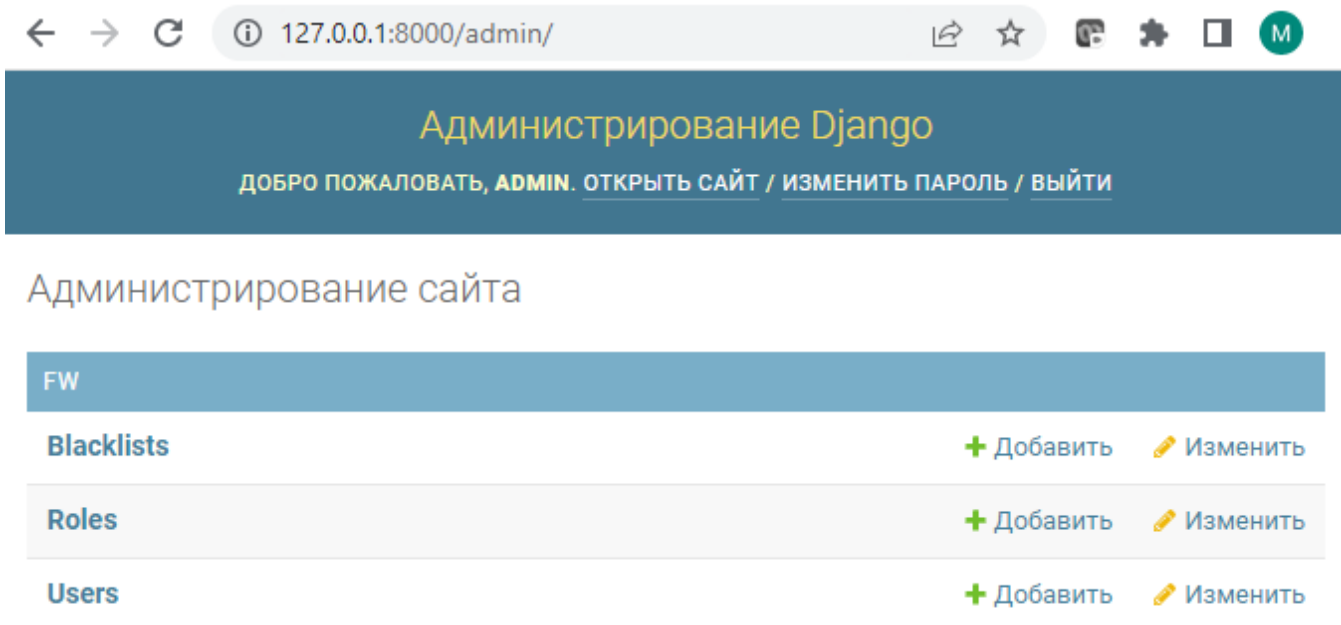 127.0.0.1:8000/admin/
M
Администрирование Django
ДОБРО ПОЖАЛОВАТЬ, ADMIN. ОТКРЫТЬ САЙТ / ИЗМЕНИТЬ ПАРОЛЬ / ВЫЙТИ
Администрирование сайта
FW
Blacklists Добавить Изменить
Roles Добавить Изменить
Users Добавить Изменить